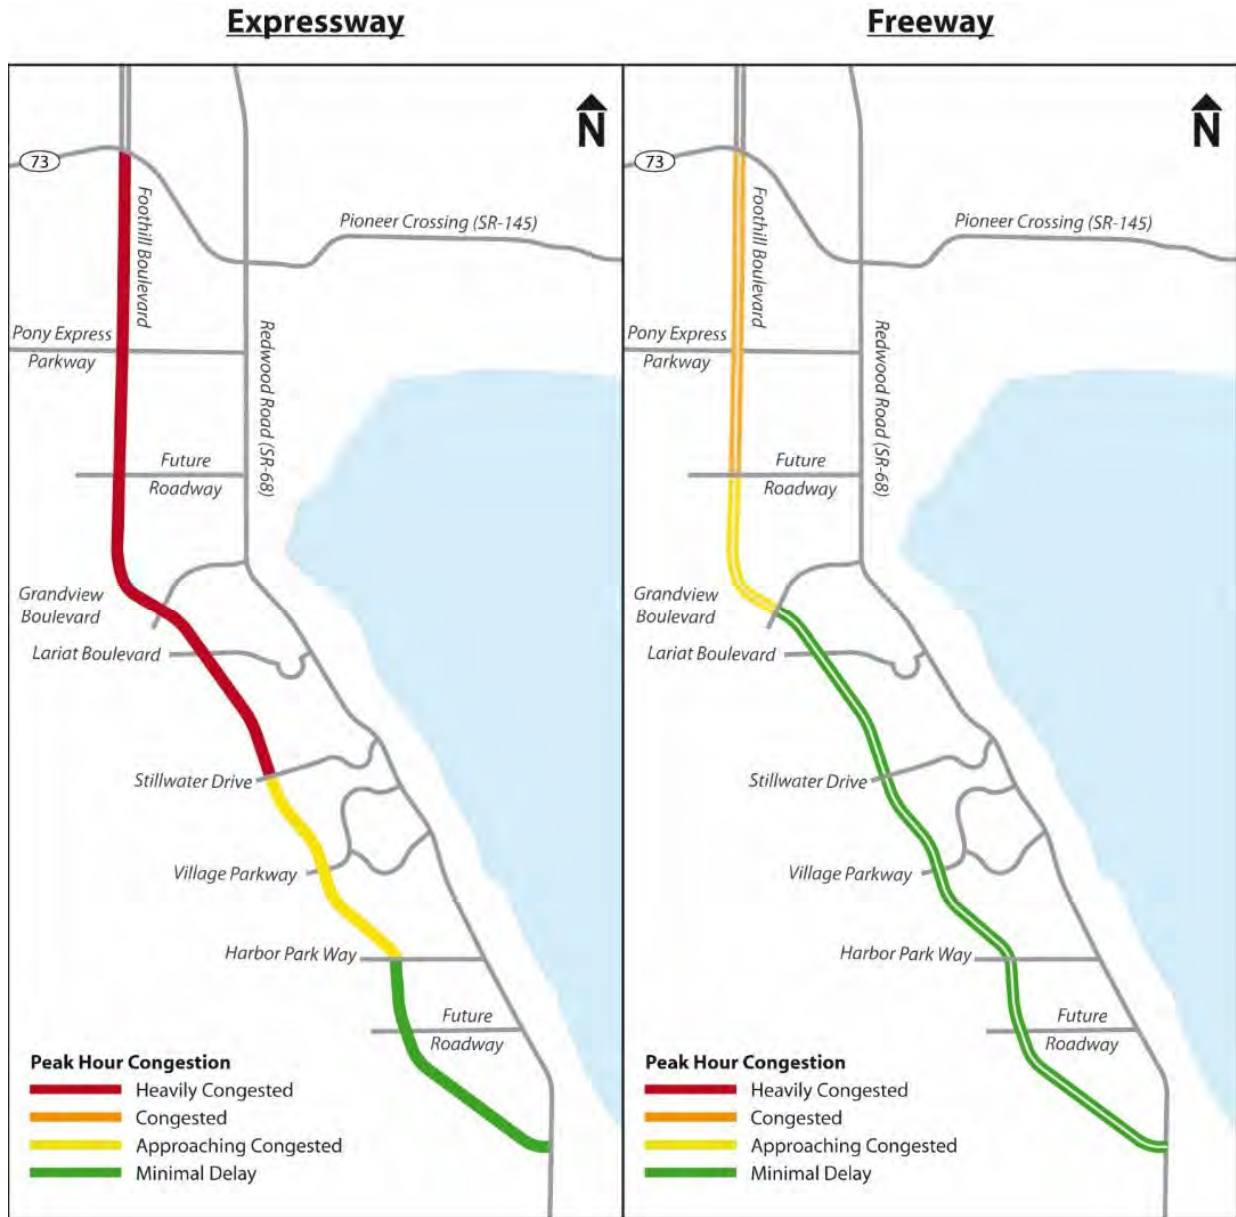 Expressway
N
73
Foothill Boulevard
Pioneer Crossing (SR-145)
Pony Express
Parkway
Redwood Road (SR-68)
Future
Roadway
Grandview
Boulevard
Lariat Boulevard
Stillwater Drive
Village Parkway
Harbor Park Way
Future
Roadway
Peak Hour Congestion
Heavily Congested
Congested
Approaching Congested
Minimal Delay
Freeway
N
73
Foothill Boulevard
Pioneer Crossing (SR-145)
Pony Express
Parkway
Redwood Road (SR-68)
Future
Roadway
Grandview
Boulevard
Lariat Boulevard
Stillwater Drive
Village Parkway
Harbor Park Way
Future
Roadway
Peak Hour Congestion
Heavily Congested
Congested
Approaching Congested
Minimal Delay